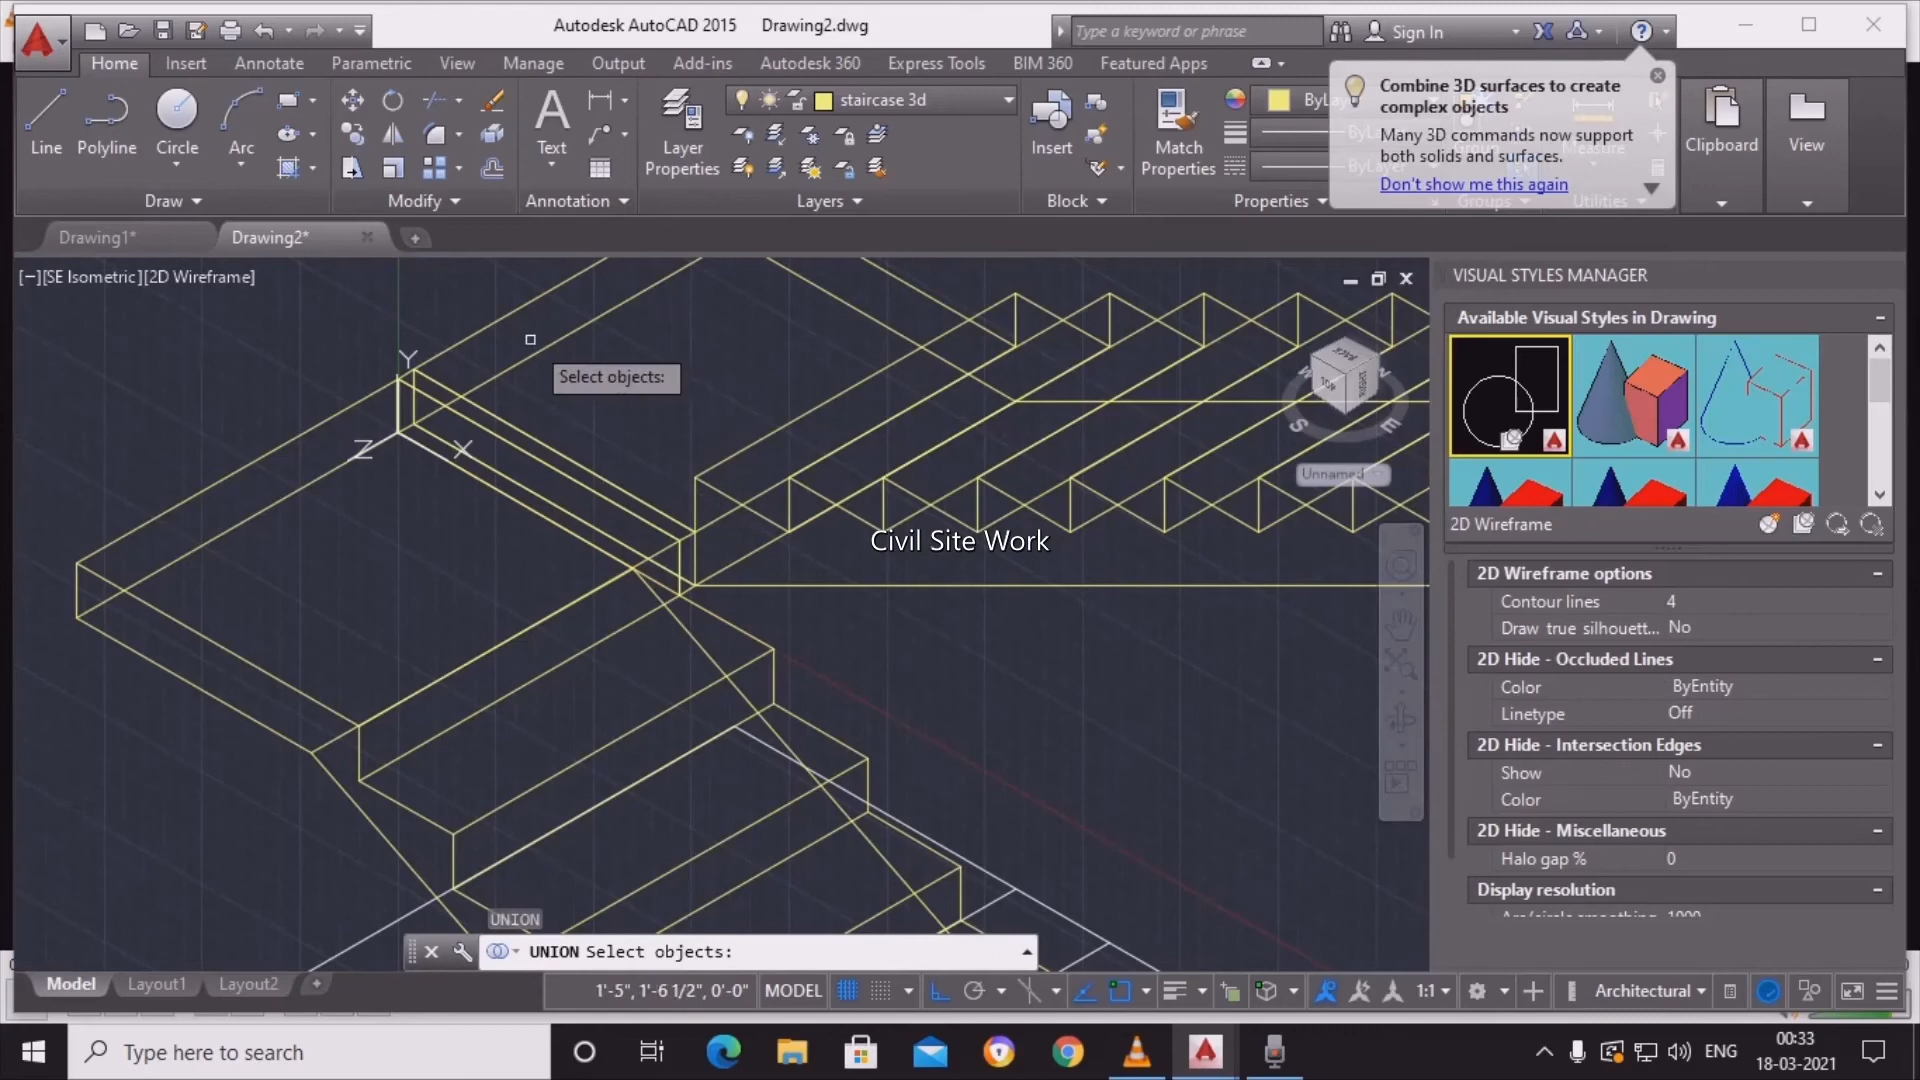 Autodesk AutoCAD 2015 Drawing2.dwg
Type a keyword or phrase
Sign In
Home Insert Annotate Parametric View Manage Output Add-ins Autodesk 360 Express Tools BIM 360 Featured Apps
Combine 3D surfaces to create
complex objects
Many 3D commands now support
both solids and surfaces.
Don't show me this again
staircase 3d
Line Polyline Circle Arc Text Layer
Properties Insert Match
Properties Clipboard View
Draw Modify Annotation Layers Block Properties Groups Utilities
Drawing1* Drawing2*
[−][SE Isometric][2D Wireframe]
Select objects:
Y
Z X
TOP
W N S E
Unnamed
Civil Site Work
VISUAL STYLES MANAGER
Available Visual Styles in Drawing
2D Wireframe
2D Wireframe options
Contour lines 4
Draw true silhouett... No
2D Hide - Occluded Lines
Color ByEntity
Linetype Off
2D Hide - Intersection Edges
Show No
Color ByEntity
2D Hide - Miscellaneous
Halo gap % 0
Display resolution
UNION
UNION Select objects:
Model Layout1 Layout2
1'-5", 1'-6 1/2", 0'-0" MODEL 1:1 Architectural
Type here to search
ENG
00:33
18-03-2021